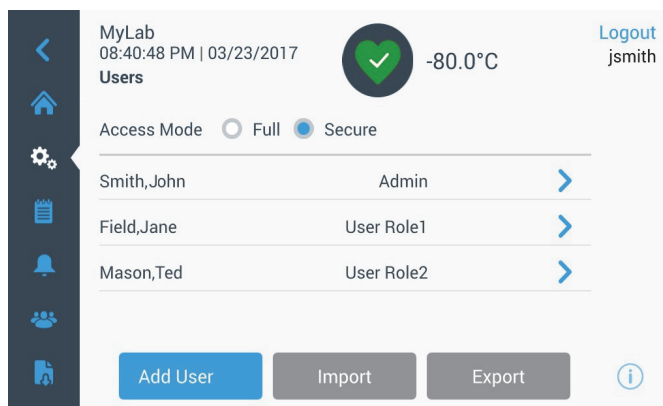 MyLab
08:40:48 PM | 03/23/2017
Users
-80.0°C
Logout
jsmith
Access Mode Full Secure
Smith,John Admin
Field,Jane User Role1
Mason,Ted User Role2
Add User Import Export
i